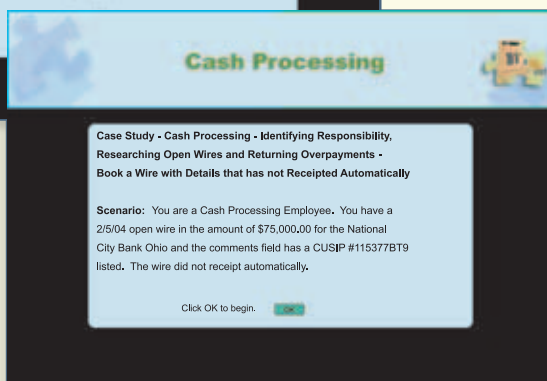 Cash Processing
Case Study - Cash Processing - Identifying Responsibility,
Researching Open Wires and Returning Overpayments -
Book a Wire with Details that has not Receipted Automatically
Scenario: You are a Cash Processing Employee. You have a
2/5/04 open wire in the amount of $75,000.00 for the National
City Bank Ohio and the comments field has a CUSIP #115377BT9
listed. The wire did not receipt automatically.
Click OK to begin.
OK